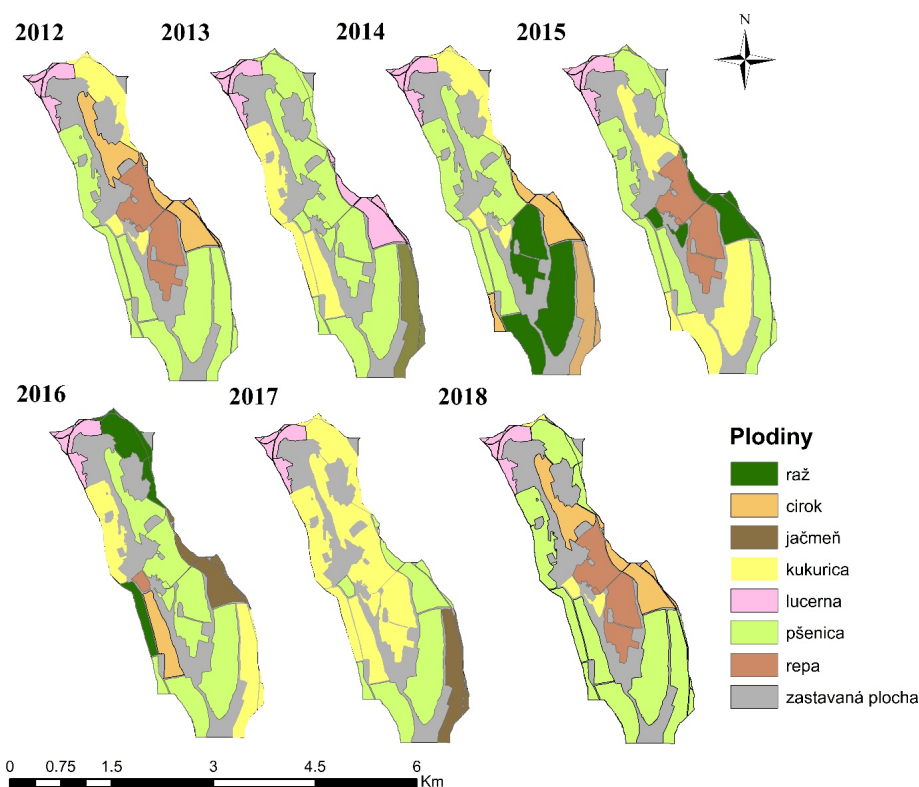 2012 2013 2014 2015
N
2016 2017 2018
Plodiny
raž
cirok
jačmeň
kukurica
lucerna
pšenica
repa
zastavaná plocha
0 0.75 1.5 3 4.5 6
Km